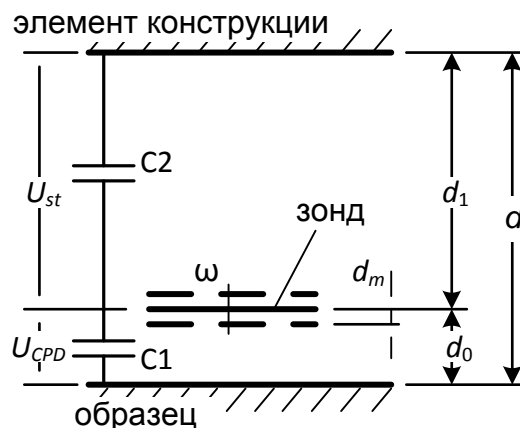 элемент конструкции
C2
U_st
d_1
d
зонд
ω
d_m
U_CPD
C1
d_0
образец